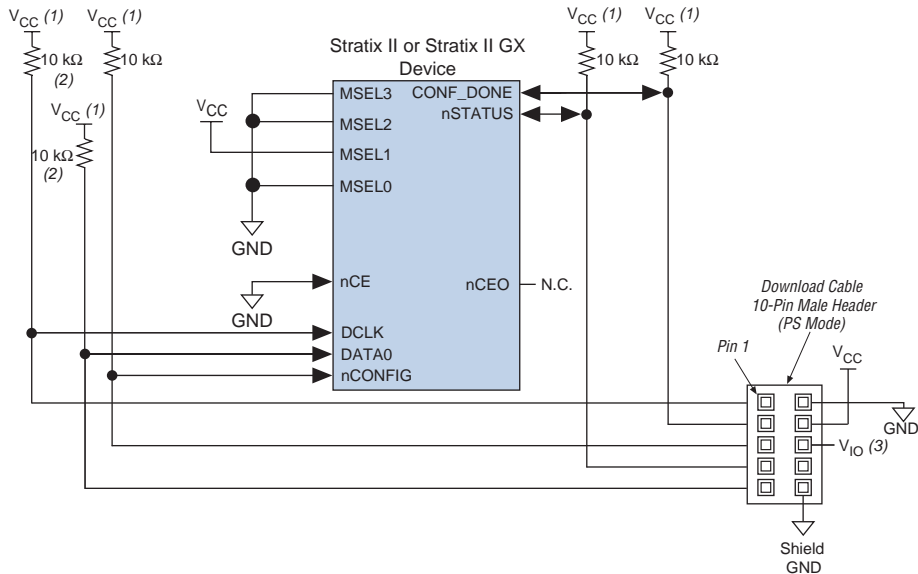 VCC (1)
VCC (1)
VCC (1)
VCC (1)
10 kΩ
(2)
10 kΩ
Stratix II or Stratix II GX
Device
10 kΩ
10 kΩ
VCC (1)
10 kΩ
(2)
VCC
MSEL3
MSEL2
MSEL1
MSEL0
CONF_DONE
nSTATUS
GND
nCE
nCEO
N.C.
GND
DCLK
DATA0
nCONFIG
Download Cable
10-Pin Male Header
(PS Mode)
Pin 1
VCC
GND
VIO (3)
Shield
GND